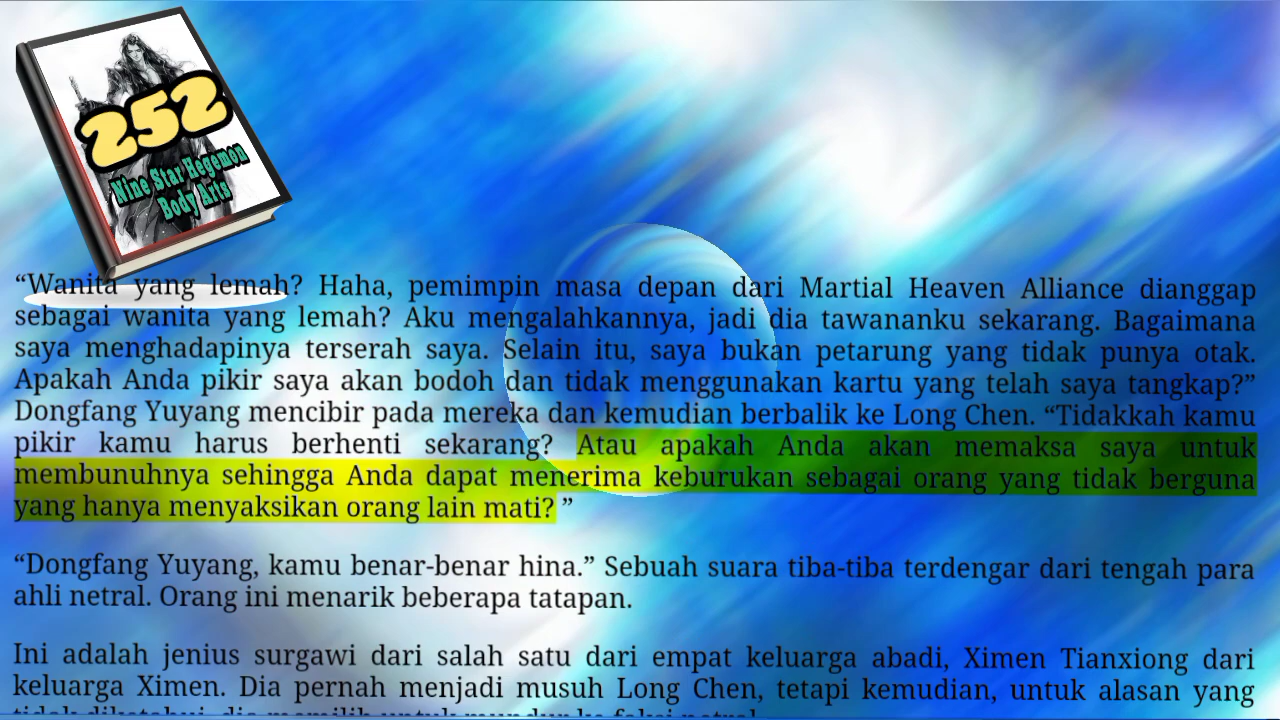 252
Nine Star Hegemon
Body Arts
“Wanita yang lemah? Haha, pemimpin masa depan dari Martial Heaven Alliance dianggap
sebagai wanita yang lemah? Aku mengalahkannya, jadi dia tawananku sekarang. Bagaimana
saya menghadapinya terserah saya. Selain itu, saya bukan petarung yang tidak punya otak.
Apakah Anda pikir saya akan bodoh dan tidak menggunakan kartu yang telah saya tangkap?”
Dongfang Yuyang mencibir pada mereka dan kemudian berbalik ke Long Chen. “Tidakkah kamu
pikir kamu harus berhenti sekarang? Atau apakah Anda akan memaksa saya untuk
membunuhnya sehingga Anda dapat menerima keburukan sebagai orang yang tidak berguna
yang hanya menyaksikan orang lain mati? ”
“Dongfang Yuyang, kamu benar-benar hina.” Sebuah suara tiba-tiba terdengar dari tengah para
ahli netral. Orang ini menarik beberapa tatapan.
Ini adalah jenius surgawi dari salah satu dari empat keluarga abadi, Ximen Tianxiong dari
keluarga Ximen. Dia pernah menjadi musuh Long Chen, tetapi kemudian, untuk alasan yang